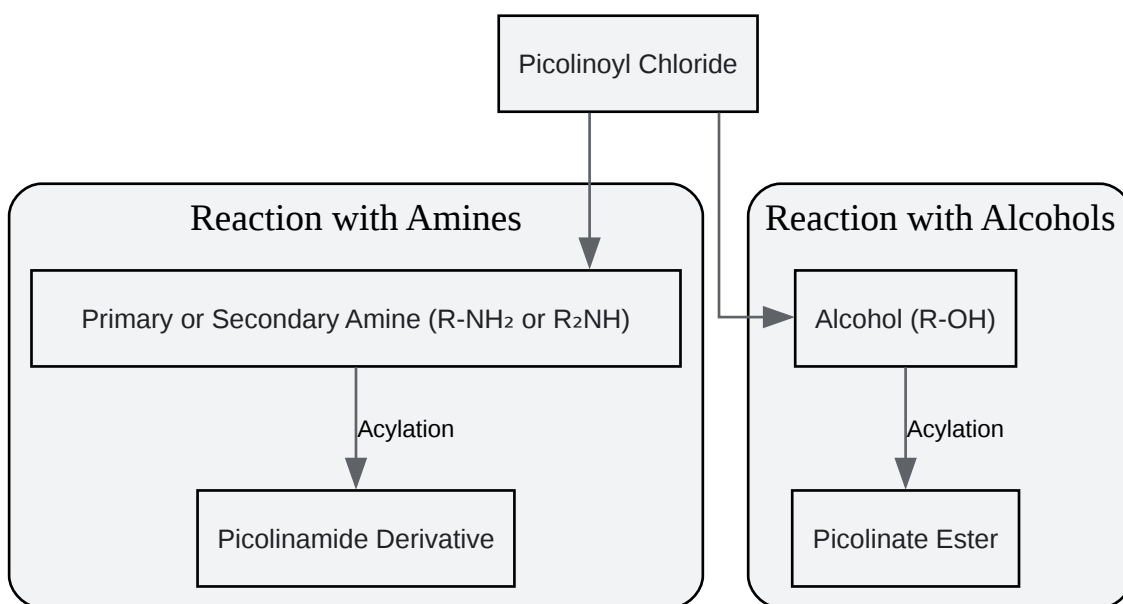 Picolinoyl Chloride
Reaction with Amines
Reaction with Alcohols
Primary or Secondary Amine (R-NH₂ or R₂NH)
Alcohol (R-OH)
Acylation
Acylation
Picolinamide Derivative
Picolinate Ester